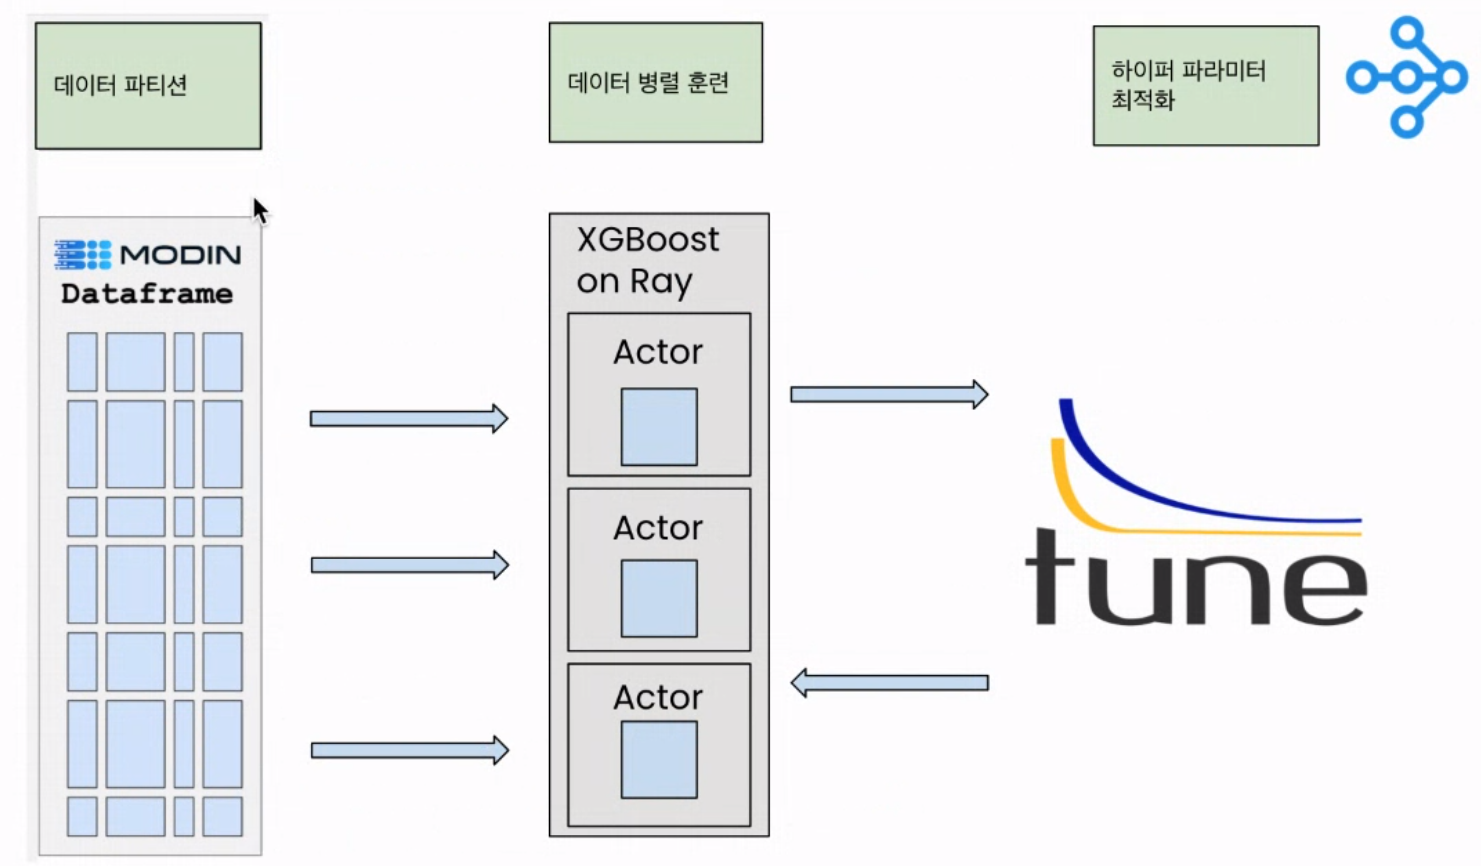 데이터 파티션
데이터 병렬 훈련
하이퍼 파라미터
최적화
MODIN
Dataframe
XGBoost
on Ray
Actor
Actor
Actor
tune